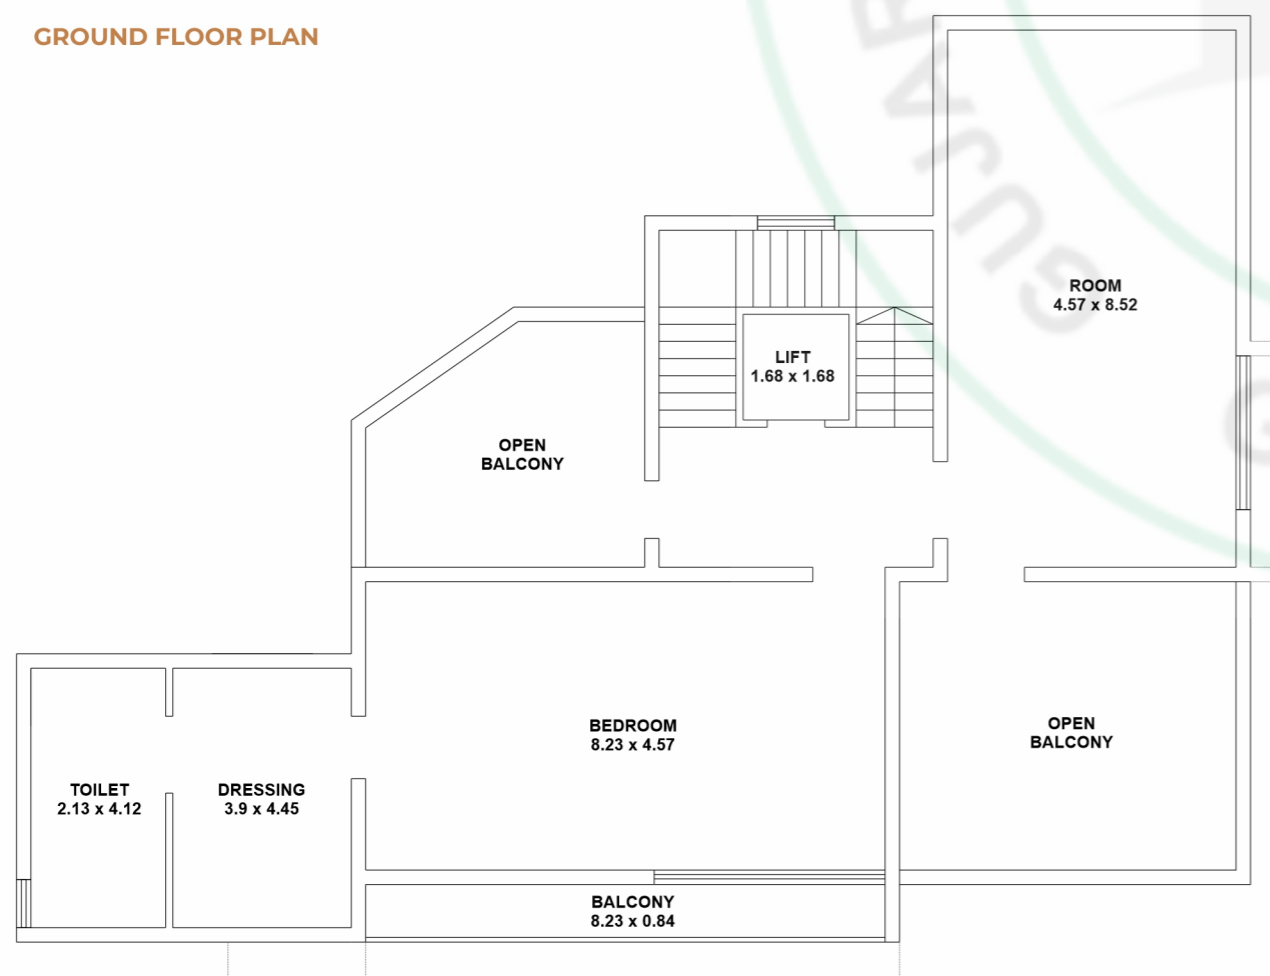 GROUND FLOOR PLAN
GUJAR
G
ROOM
4.57 x 8.52
LIFT
1.68 x 1.68
OPEN
BALCONY
BEDROOM
8.23 x 4.57
OPEN
BALCONY
TOILET
2.13 x 4.12
DRESSING
3.9 x 4.45
BALCONY
8.23 x 0.84